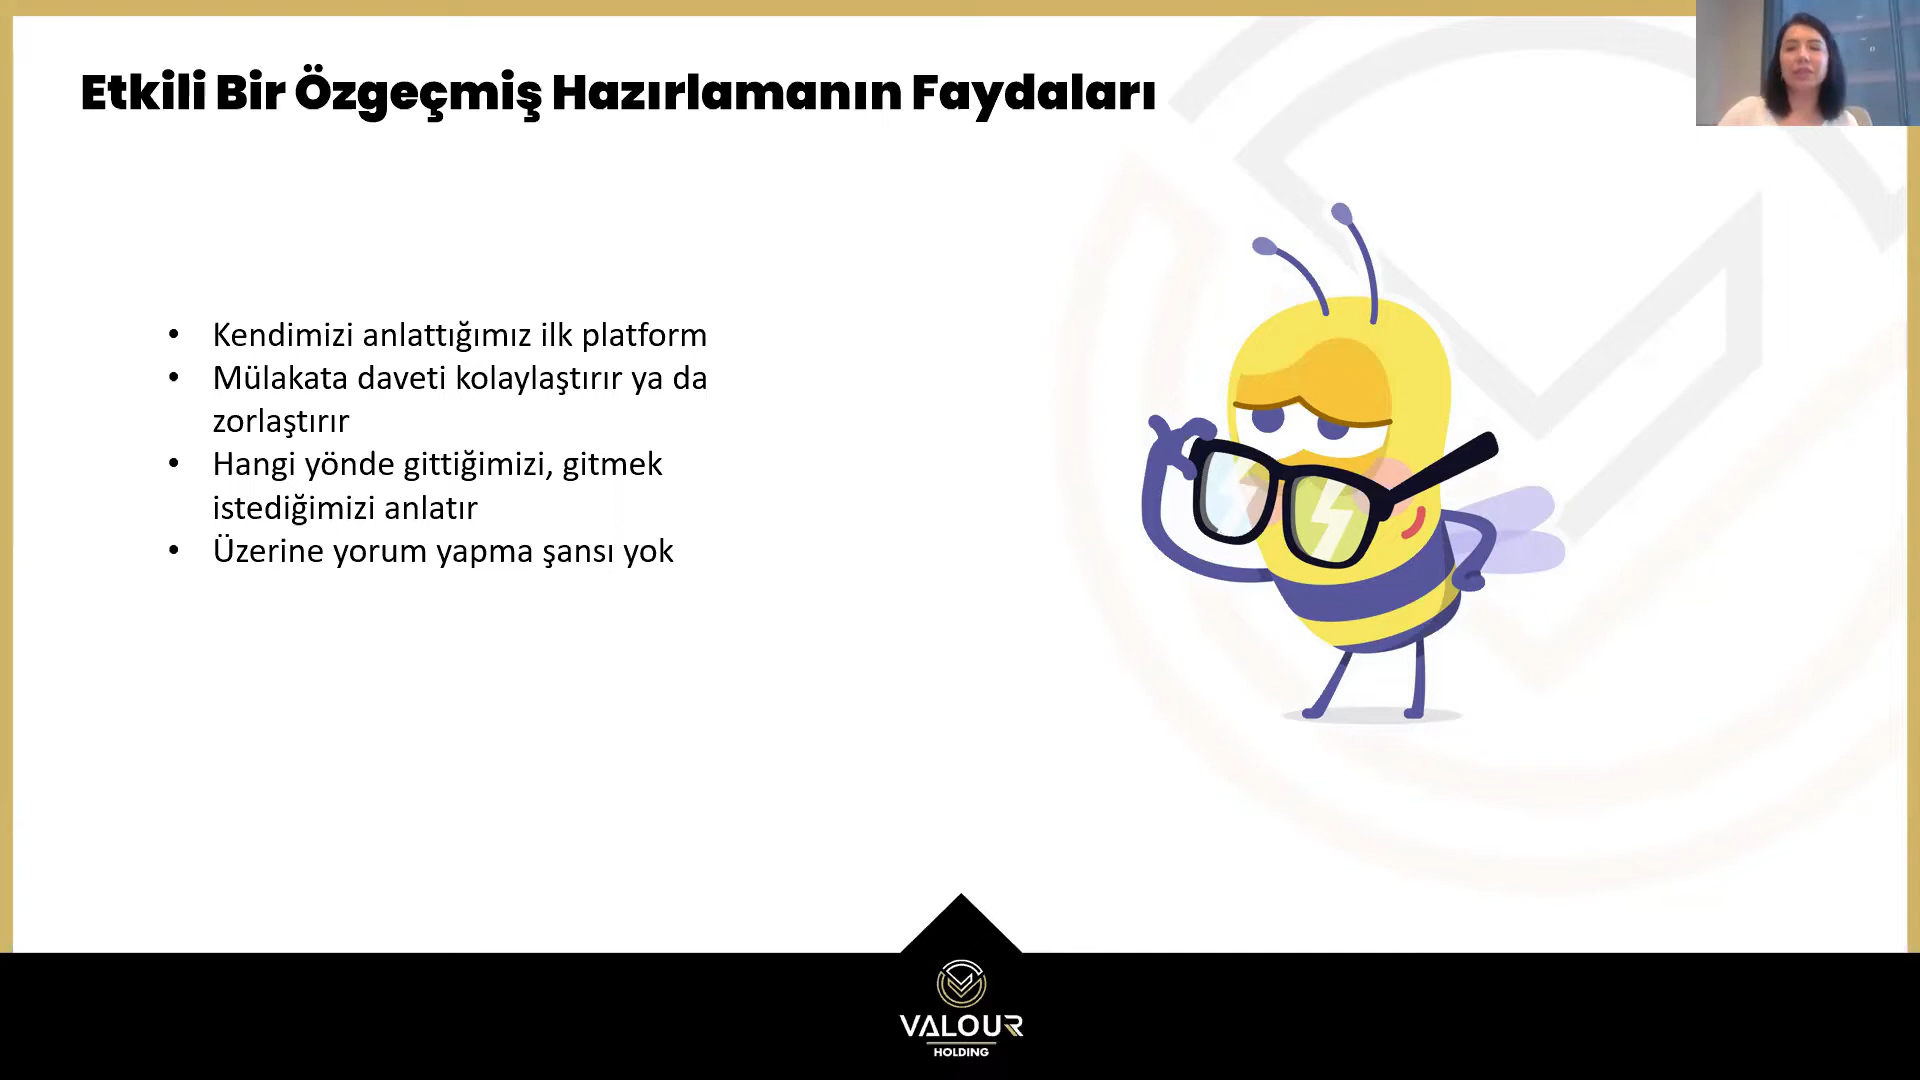 Etkili Bir Özgeçmiş Hazırlamanın Faydaları
• Kendimizi anlattığımız ilk platform
• Mülakata daveti kolaylaştırır ya da
zorlaştırır
• Hangi yönde gittiğimizi, gitmek
istediğimizi anlatır
• Üzerine yorum yapma şansı yok
VALOUR
HOLDING